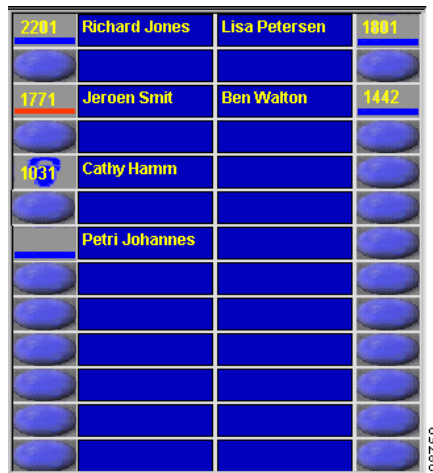 2201 Richard Jones Lisa Petersen 1801
1771 Jeroen Smit Ben Walton 1442
1031 Cathy Hamm
Petri Johannes